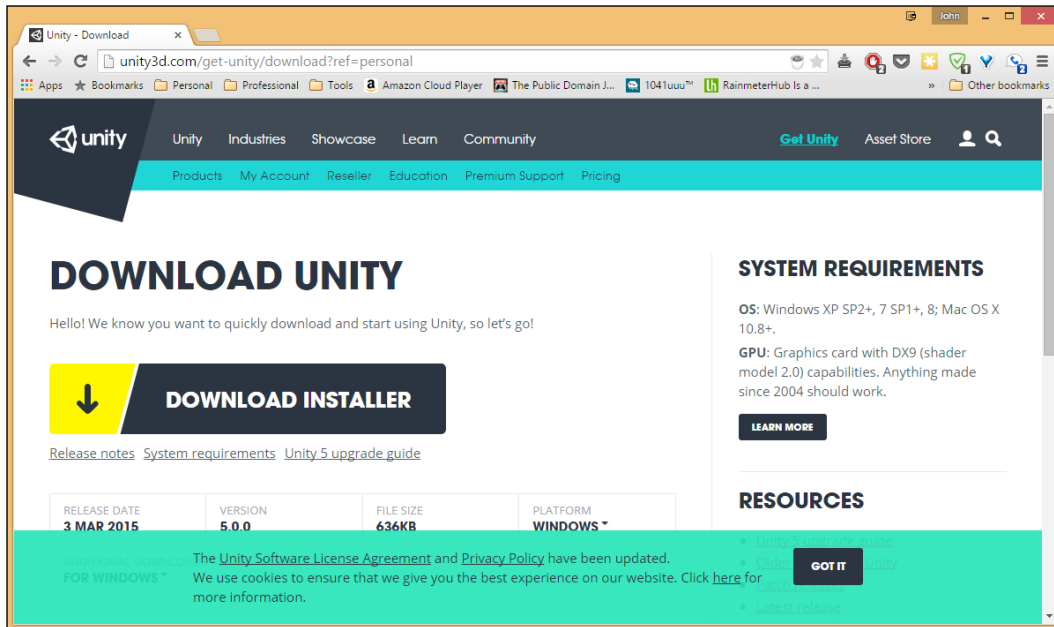 John
Unity - Download
unity3d.com/get-unity/download?ref=personal
Apps Bookmarks Personal Professional Tools Amazon Cloud Player The Public Domain J... 1041uuu™ RainmeterHub Is a ... » Other bookmarks
unity Unity Industries Showcase Learn Community Get Unity Asset Store
Products My Account Reseller Education Premium Support Pricing
DOWNLOAD UNITY
Hello! We know you want to quickly download and start using Unity, so let's go!
DOWNLOAD INSTALLER
Release notes System requirements Unity 5 upgrade guide
RELEASE DATE
3 MAR 2015
VERSION
5.0.0
FILE SIZE
636KB
PLATFORM
WINDOWS
FOR WINDOWS
SYSTEM REQUIREMENTS
OS: Windows XP SP2+, 7 SP1+, 8; Mac OS X
10.8+.
GPU: Graphics card with DX9 (shader
model 2.0) capabilities. Anything made
since 2004 should work.
LEARN MORE
RESOURCES
Unity 5 upgrade guide
Latest release
The Unity Software License Agreement and Privacy Policy have been updated.
We use cookies to ensure that we give you the best experience on our website. Click here for
more information.
GOT IT